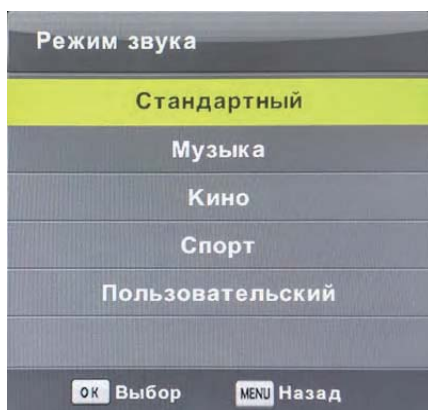 Режим звука
Стандартный
Музыка
Кино
Спорт
Пользовательский
OK Выбор MENU Назад